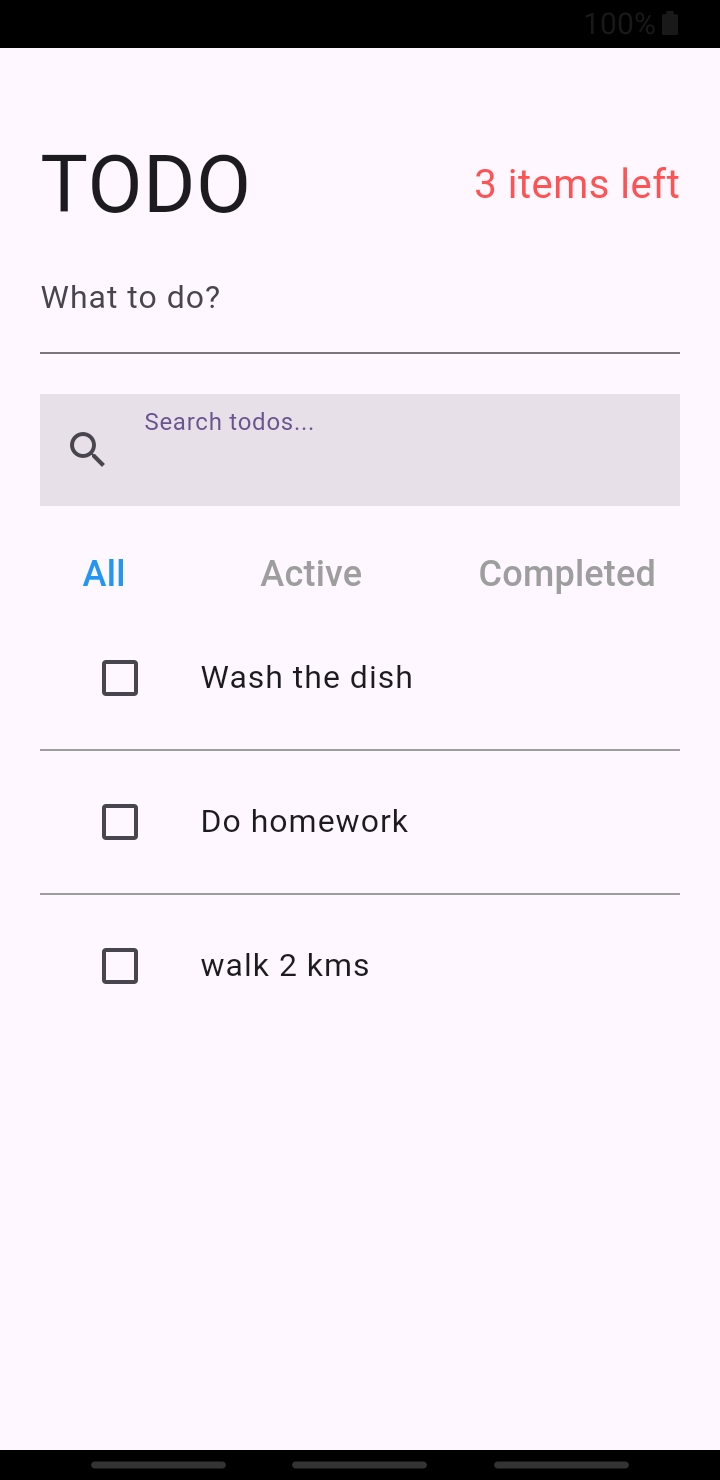 100%
TODO
3 items left
What to do?
Search todos...
All Active Completed
Wash the dish
Do homework
walk 2 kms